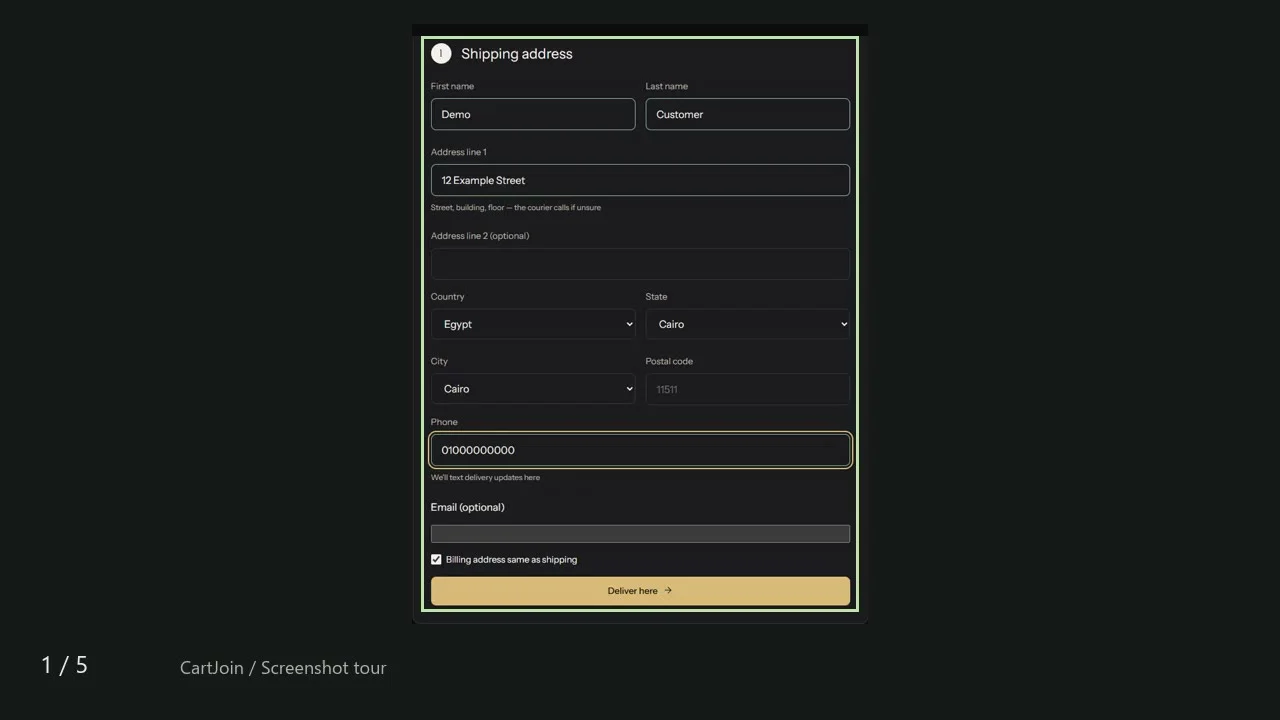 1 Shipping address
First name Last name
Demo Customer
Address line 1
12 Example Street
Street, building, floor — the courier calls if unsure
Address line 2 (optional)
Country State
Egypt Cairo
City Postal code
Cairo 11511
Phone
01000000000
We'll text delivery updates here
Email (optional)
Billing address same as shipping
Deliver here →
1 / 5 CartJoin / Screenshot tour